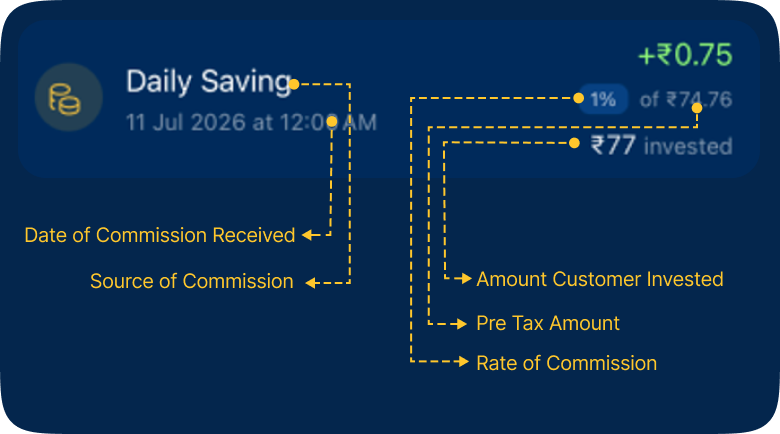 Daily Saving
11 Jul 2026 at 12:00 AM
+₹0.75
1% of ₹74.76
₹77 invested
Date of Commission Received
Source of Commission
Amount Customer Invested
Pre Tax Amount
Rate of Commission